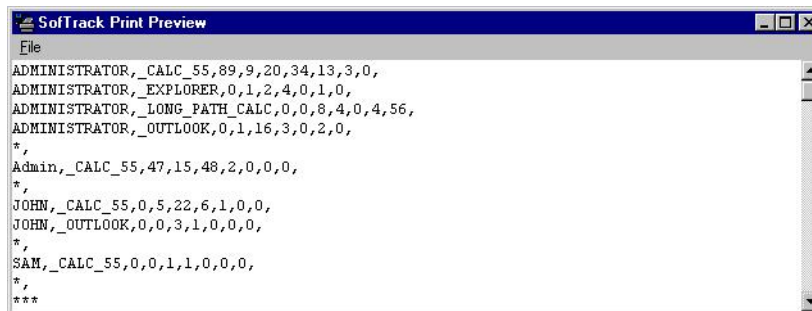 SofTrack Print Preview
File
ADMINISTRATOR,_CALC_55,89,9,20,34,13,3,0,
ADMINISTRATOR,_EXPLORER,0,1,2,4,0,1,0,
ADMINISTRATOR,_LONG_PATH_CALC,0,0,8,4,0,4,56,
ADMINISTRATOR,_OUTLOOK,0,1,16,3,0,2,0,
*,
Admin,_CALC_55,47,15,48,2,0,0,0,
*,
JOHN,_CALC_55,0,5,22,6,1,0,0,
JOHN,_OUTLOOK,0,0,3,1,0,0,0,
*,
SAM,_CALC_55,0,0,1,1,0,0,0,
*,
***